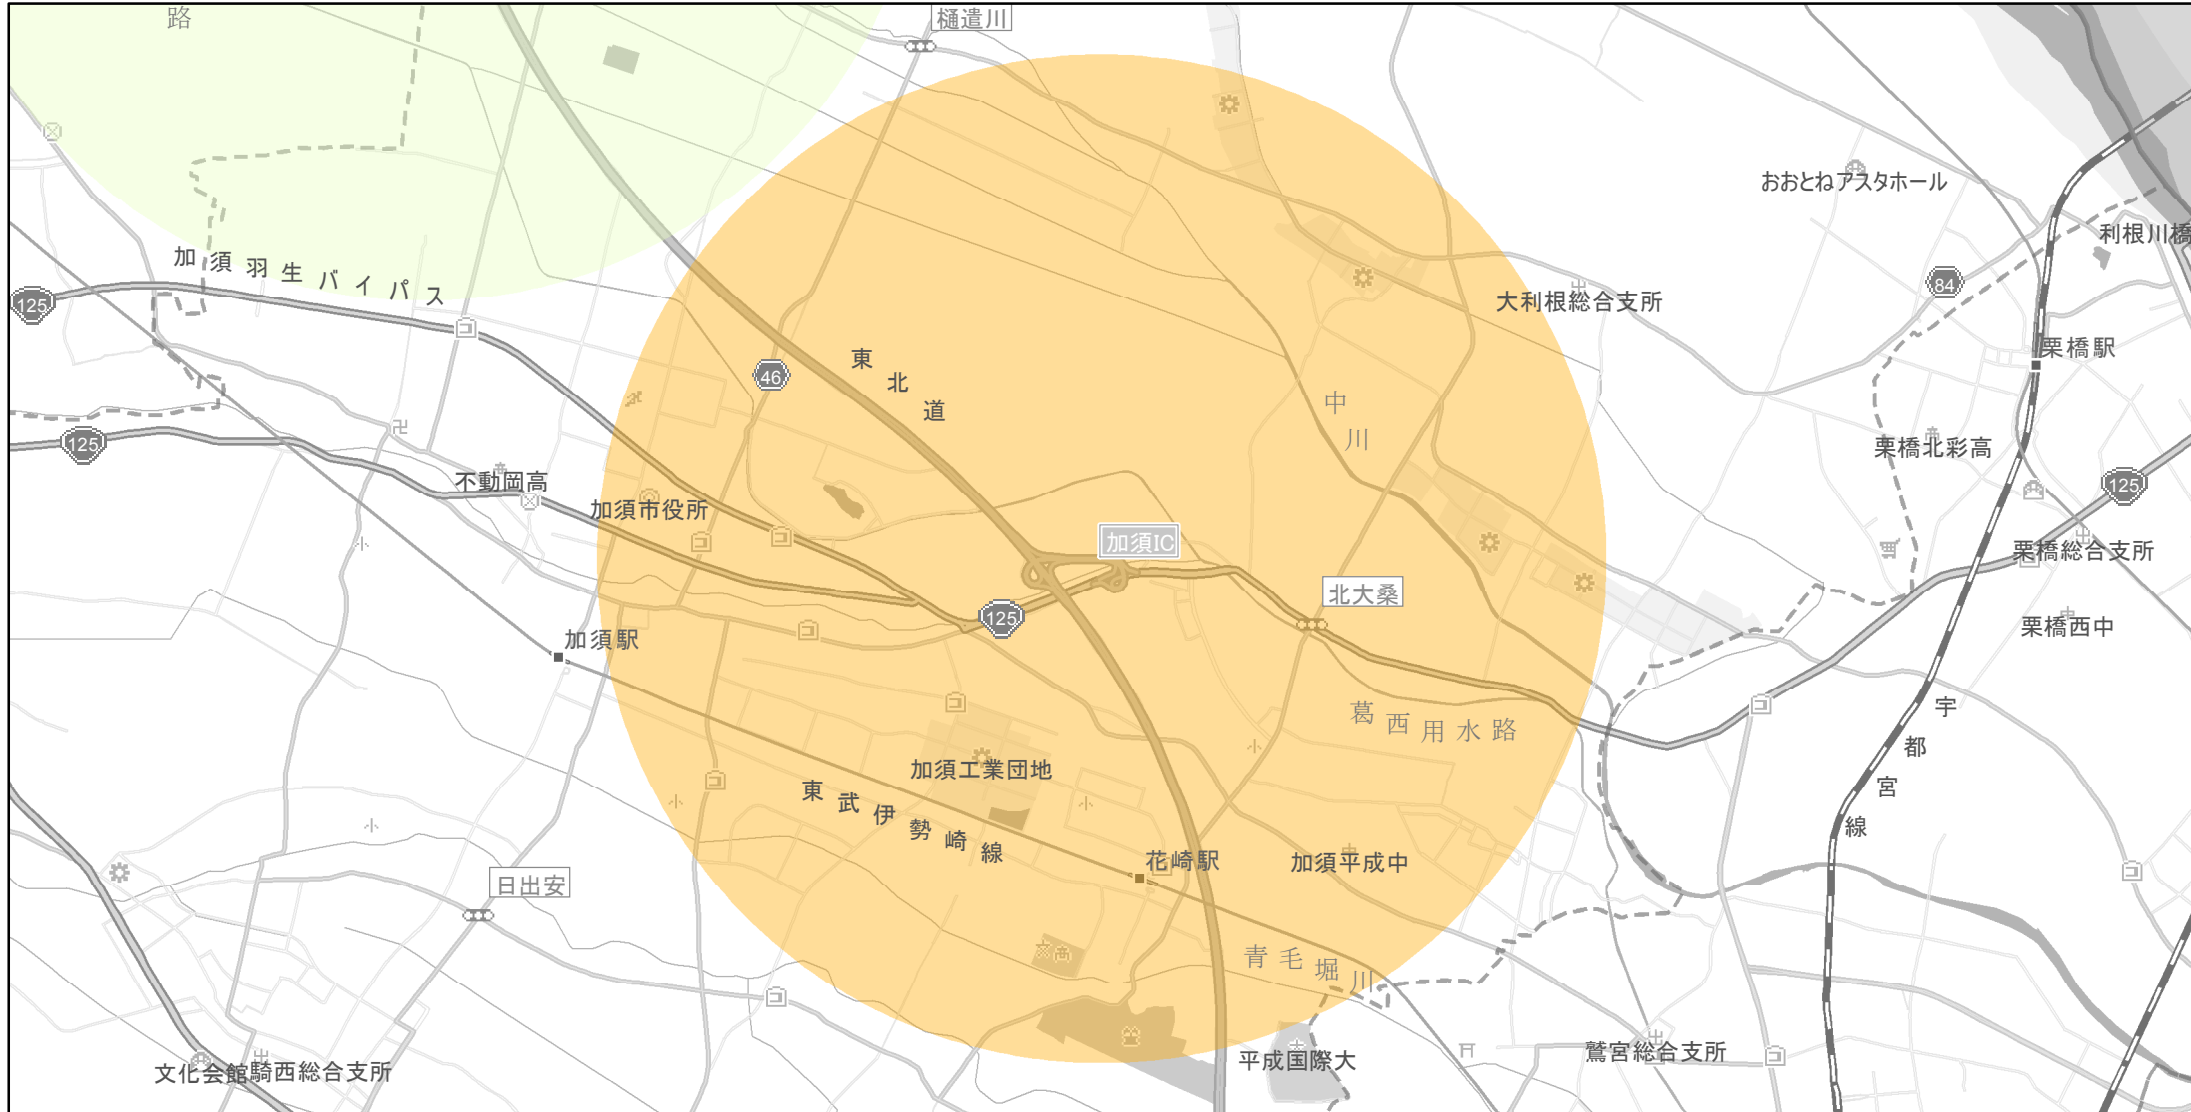 路
樋遣川
おおとねアスタホール
利根川橋
加須羽生バイパス
125
84
大利根総合支所
栗橋駅
46
東北道
中川
125
栗橋北彩高
不動岡高
125
加須市役所
加須IC
栗橋総合支所
北大桑
125
栗橋西中
加須駅
葛西用水路
宇都宮線
加須工業団地
東武伊勢崎線
花崎駅
加須平成中
日出安
青毛堀川
平成国際大
鷲宮総合支所
文化会館
騎西総合支所